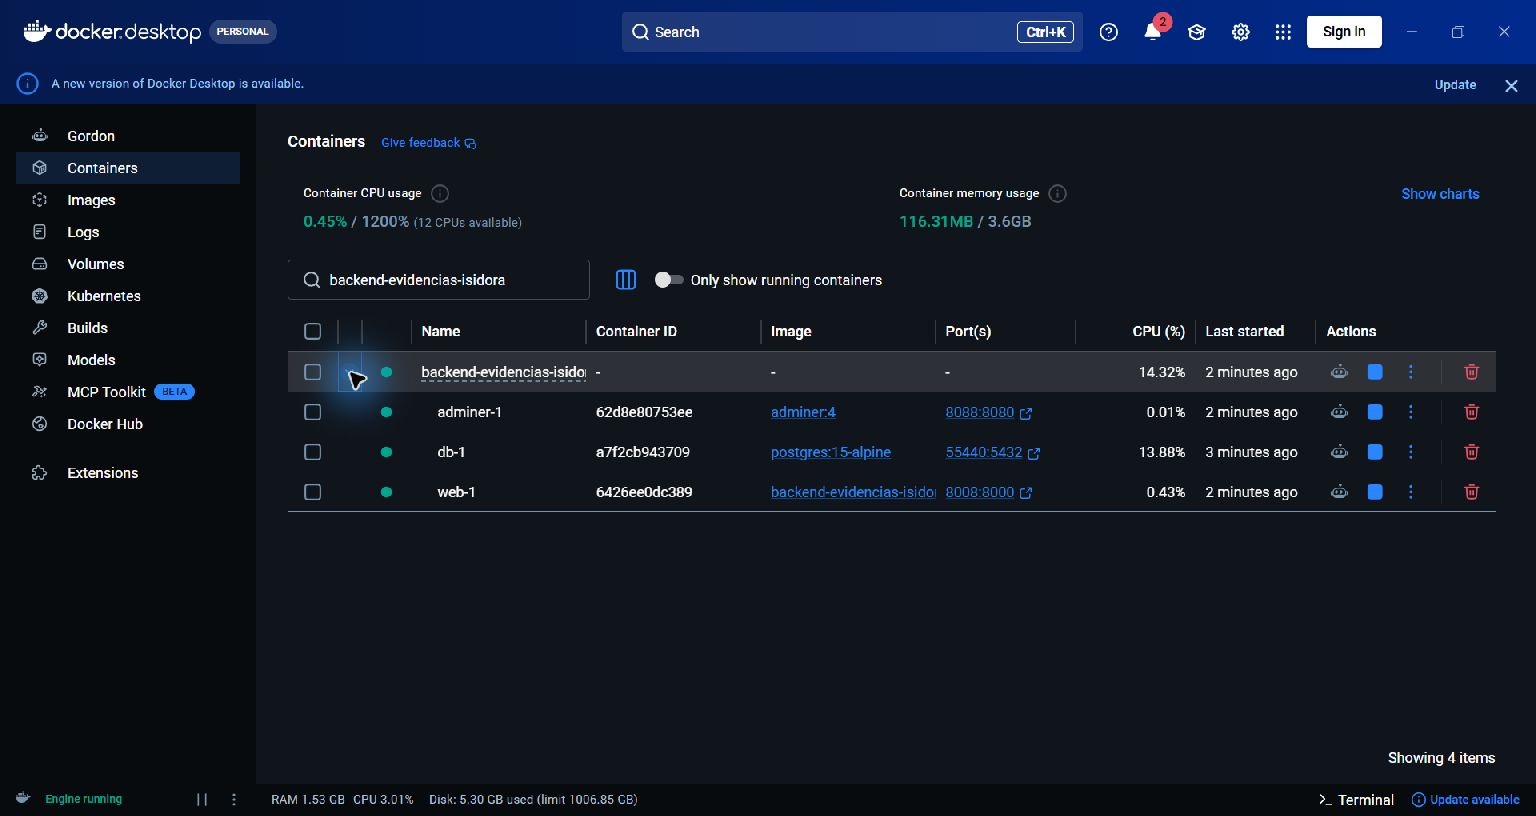 docker.desktop PERSONAL Search Ctrl+K 2 Sign in
A new version of Docker Desktop is available. Update
Gordon
Containers
Images
Logs
Volumes
Kubernetes
Builds
Models
MCP Toolkit BETA
Docker Hub
Extensions
Containers Give feedback
Container CPU usage Container memory usage Show charts
0.45% / 1200% (12 CPUs available) 116.31MB / 3.6GB
backend-evidencias-isidora Only show running containers
Name Container ID Image Port(s) CPU (%) Last started Actions
backend-evidencias-isido - - - 14.32% 2 minutes ago
adminer-1 62d8e80753ee adminer:4 8088:8080 0.01% 2 minutes ago
db-1 a7f2cb943709 postgres:15-alpine 55440:5432 13.88% 3 minutes ago
web-1 6426ee0dc389 backend-evidencias-isido 8008:8000 0.43% 2 minutes ago
Showing 4 items
Engine running RAM 1.53 GB CPU 3.01% Disk: 5.30 GB used (limit 1006.85 GB) Terminal Update available